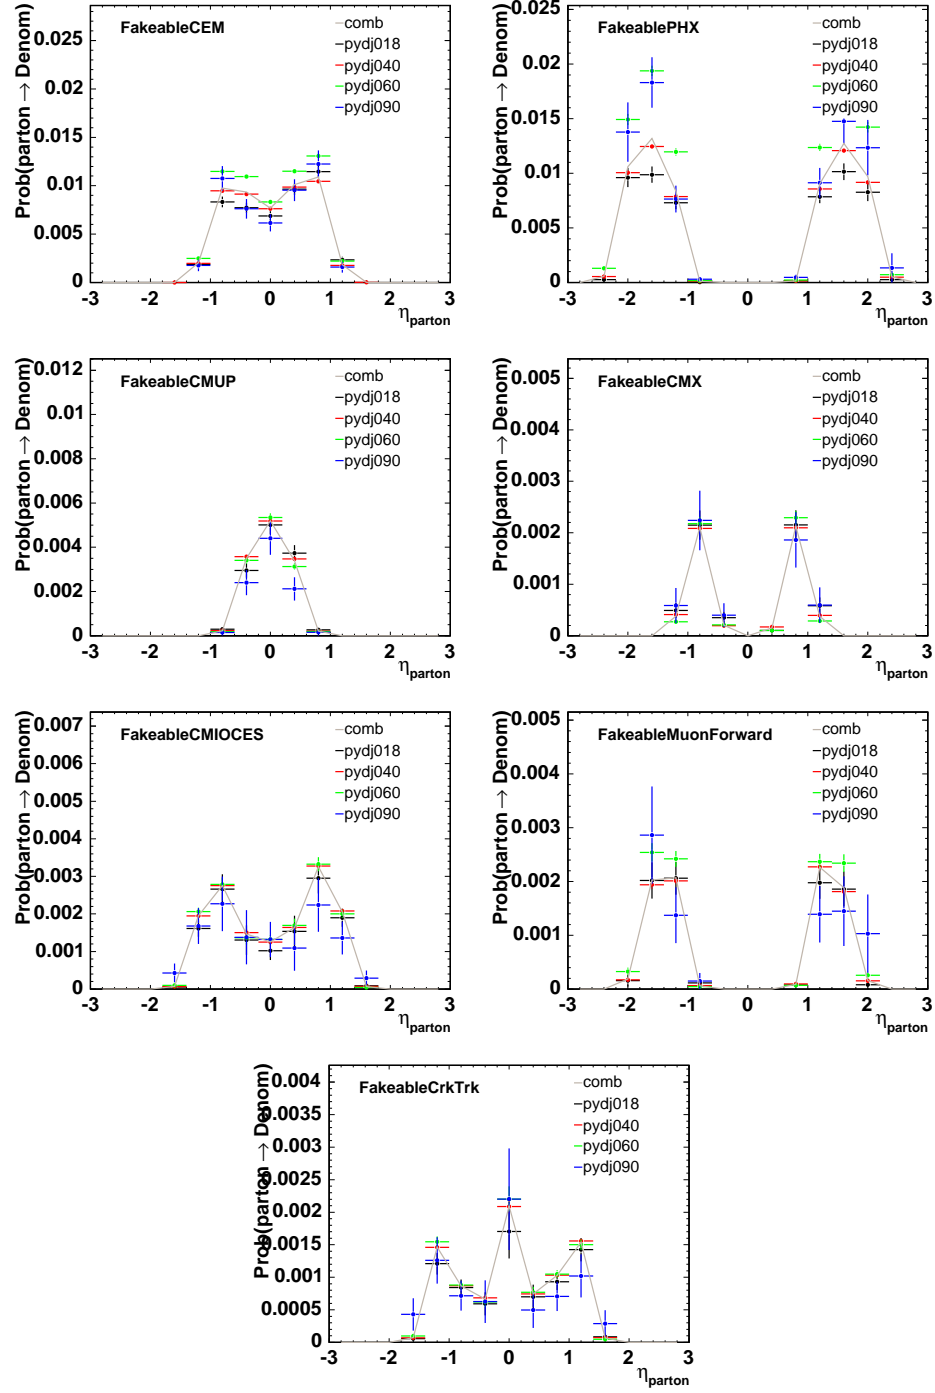 FakeableCEM
comb
pydj018
pydj040
pydj060
pydj090
Prob(parton → Denom)
0.025
0.02
0.015
0.01
0.005
0
-3 -2 -1 0 1 2 3
η parton
FakeablePHX
comb
pydj018
pydj040
pydj060
pydj090
Prob(parton → Denom)
0.025
0.02
0.015
0.01
0.005
0
-3 -2 -1 0 1 2 3
η parton
FakeableCMUP
comb
pydj018
pydj040
pydj060
pydj090
Prob(parton → Denom)
0.012
0.01
0.008
0.006
0.004
0.002
0
-3 -2 -1 0 1 2 3
η parton
FakeableCMX
comb
pydj018
pydj040
pydj060
pydj090
Prob(parton → Denom)
0.005
0.004
0.003
0.002
0.001
0
-3 -2 -1 0 1 2 3
η parton
FakeableCMIOCES
comb
pydj018
pydj040
pydj060
pydj090
Prob(parton → Denom)
0.007
0.006
0.005
0.004
0.003
0.002
0.001
0
-3 -2 -1 0 1 2 3
η parton
FakeableMuonForward
comb
pydj018
pydj040
pydj060
pydj090
Prob(parton → Denom)
0.005
0.004
0.003
0.002
0.001
0
-3 -2 -1 0 1 2 3
η parton
FakeableCrkTrk
comb
pydj018
pydj040
pydj060
pydj090
Prob(parton → Denom)
0.004
0.0035
0.003
0.0025
0.002
0.0015
0.001
0.0005
0
-3 -2 -1 0 1 2 3
η parton